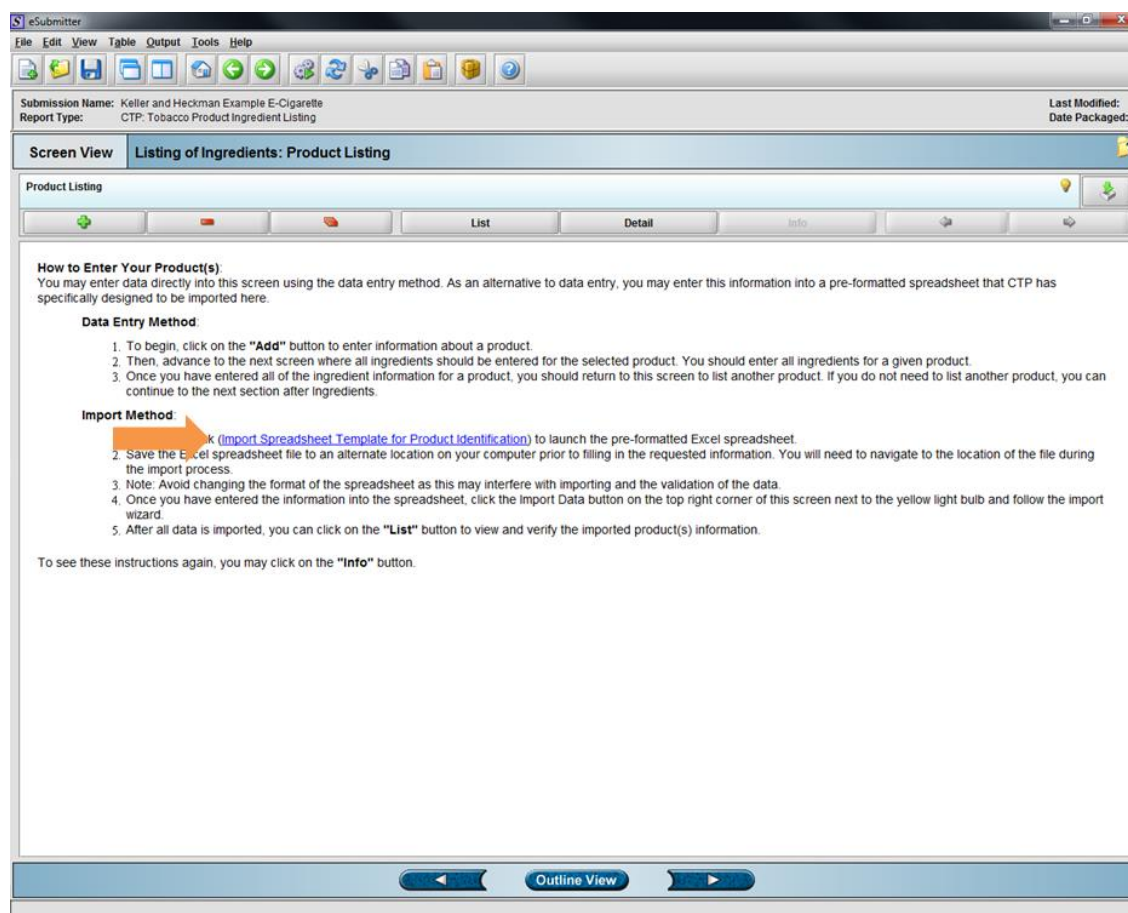 eSubmitter
File Edit View Table Output Tools Help
Submission Name: Keller and Heckman Example E-Cigarette
Last Modified:
Report Type: CTP: Tobacco Product Ingredient Listing
Date Packaged:
Screen View
Listing of Ingredients: Product Listing
Product Listing
List Detail Info
How to Enter Your Product(s):
You may enter data directly into this screen using the data entry method. As an alternative to data entry, you may enter this information into a pre-formatted spreadsheet that CTP has
specifically designed to be imported here.
Data Entry Method:
1. To begin, click on the "Add" button to enter information about a product.
2. Then, advance to the next screen where all ingredients should be entered for the selected product. You should enter all ingredients for a given product.
3. Once you have entered all of the ingredient information for a product, you should return to this screen to list another product. If you do not need to list another product, you can
continue to the next section after Ingredients.
Import Method:
(Import Spreadsheet Template for Product Identification) to launch the pre-formatted Excel spreadsheet.
2. Save the Excel spreadsheet file to an alternate location on your computer prior to filling in the requested information. You will need to navigate to the location of the file during
the import process.
3. Note: Avoid changing the format of the spreadsheet as this may interfere with importing and the validation of the data.
4. Once you have entered the information into the spreadsheet, click the Import Data button on the top right corner of this screen next to the yellow light bulb and follow the import
wizard.
5. After all data is imported, you can click on the "List" button to view and verify the imported product(s) information.
To see these instructions again, you may click on the "Info" button.
Outline View